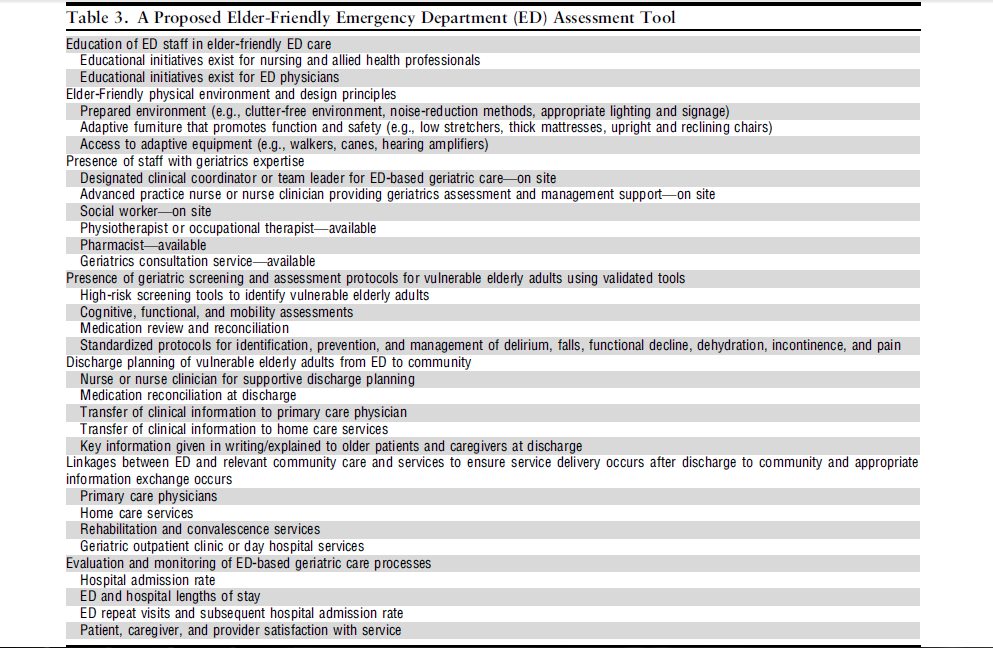 Table 3. A Proposed Elder-Friendly Emergency Department (ED) Assessment Tool
Education of ED staff in elder-friendly ED care
Educational initiatives exist for nursing and allied health professionals
Educational initiatives exist for ED physicians
Elder-Friendly physical environment and design principles
Prepared environment (e.g., clutter-free environment, noise-reduction methods, appropriate lighting and signage)
Adaptive furniture that promotes function and safety (e.g., low stretchers, thick mattresses, upright and reclining chairs)
Access to adaptive equipment (e.g., walkers, canes, hearing amplifiers)
Presence of staff with geriatrics expertise
Designated clinical coordinator or team leader for ED-based geriatric care—on site
Advanced practice nurse or nurse clinician providing geriatrics assessment and management support—on site
Social worker—on site
Physiotherapist or occupational therapist—available
Pharmacist—available
Geriatrics consultation service—available
Presence of geriatric screening and assessment protocols for vulnerable elderly adults using validated tools
High-risk screening tools to identify vulnerable elderly adults
Cognitive, functional, and mobility assessments
Medication review and reconciliation
Standardized protocols for identification, prevention, and management of delirium, falls, functional decline, dehydration, incontinence, and pain
Discharge planning of vulnerable elderly adults from ED to community
Nurse or nurse clinician for supportive discharge planning
Medication reconciliation at discharge
Transfer of clinical information to primary care physician
Transfer of clinical information to home care services
Key information given in writing/explained to older patients and caregivers at discharge
Linkages between ED and relevant community care and services to ensure service delivery occurs after discharge to community and appropriate
information exchange occurs
Primary care physicians
Home care services
Rehabilitation and convalescence services
Geriatric outpatient clinic or day hospital services
Evaluation and monitoring of ED-based geriatric care processes
Hospital admission rate
ED and hospital lengths of stay
ED repeat visits and subsequent hospital admission rate
Patient, caregiver, and provider satisfaction with service